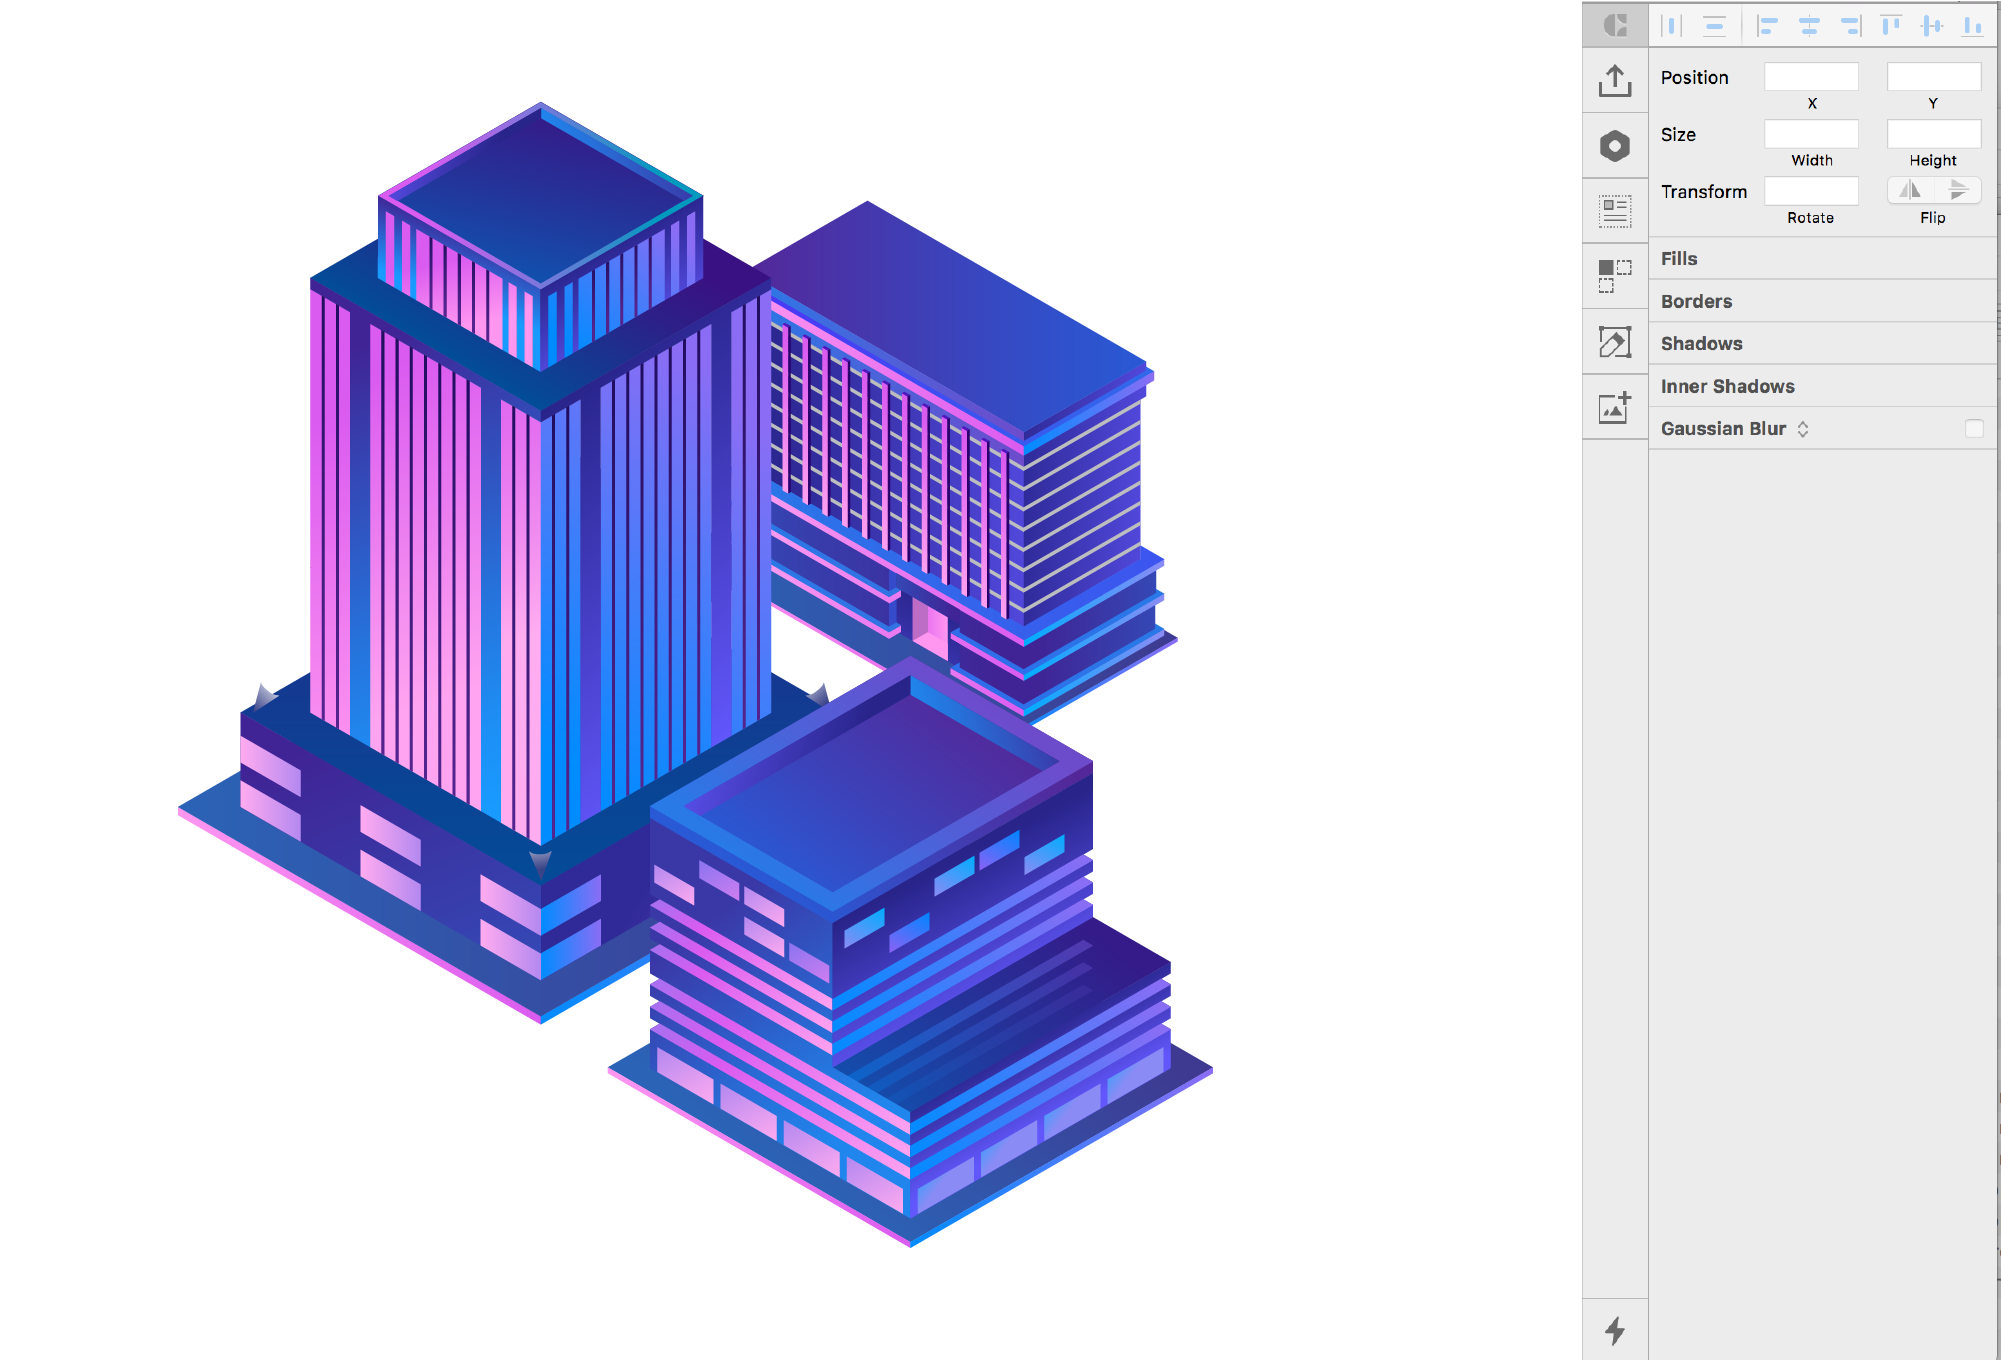 Position
X
Y
Size
Width
Height
Transform
Rotate
Flip
Fills
Borders
Shadows
Inner Shadows
Gaussian Blur